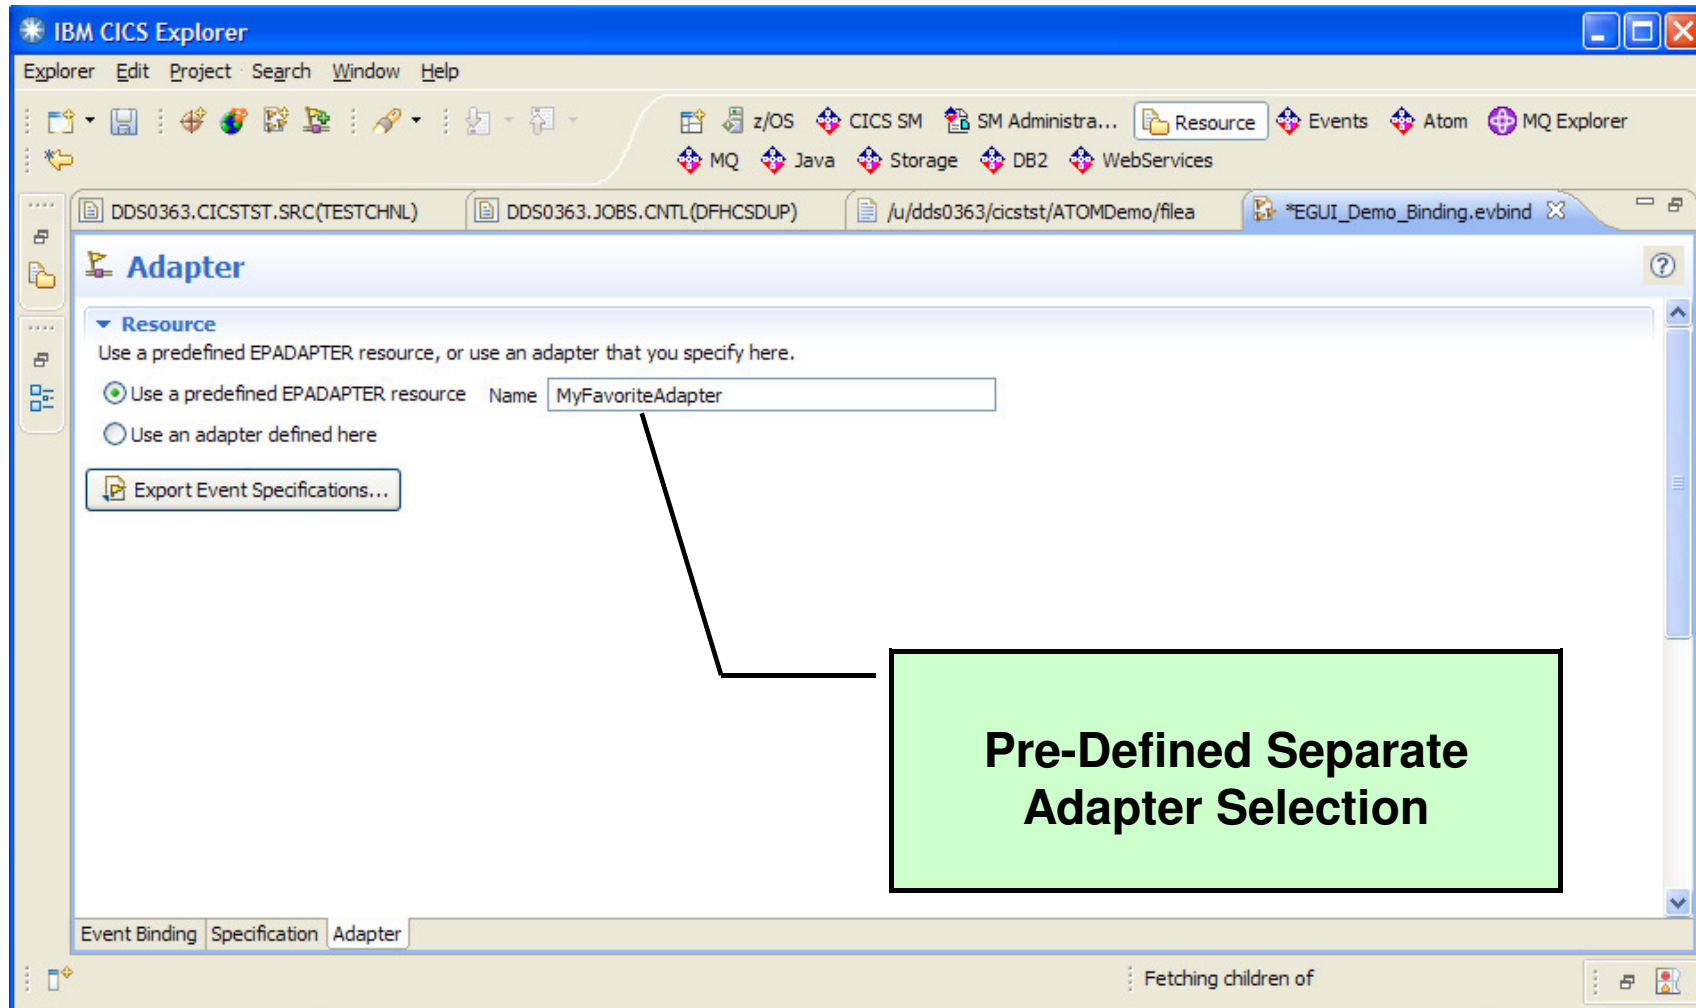 IBM CICS Explorer
Explorer Edit Project Search Window Help
z/OS CICS SM SM Administra... Resource Events Atom MQ Explorer
MQ Java Storage DB2 WebServices
DDS0363.CICSTST.SRC(TESTCHNL) DDS0363.JOBS.CNTL(DFHCSDUP) /u/dds0363/cicstst/ATOMDemo/filea *EGUI_Demo_Binding.evbind
Adapter
Resource
Use a predefined EPADAPTER resource, or use an adapter that you specify here.
Use a predefined EPADAPTER resource Name MyFavoriteAdapter
Use an adapter defined here
Export Event Specifications...
Pre-Defined Separate
Adapter Selection
Event Binding Specification Adapter
Fetching children of